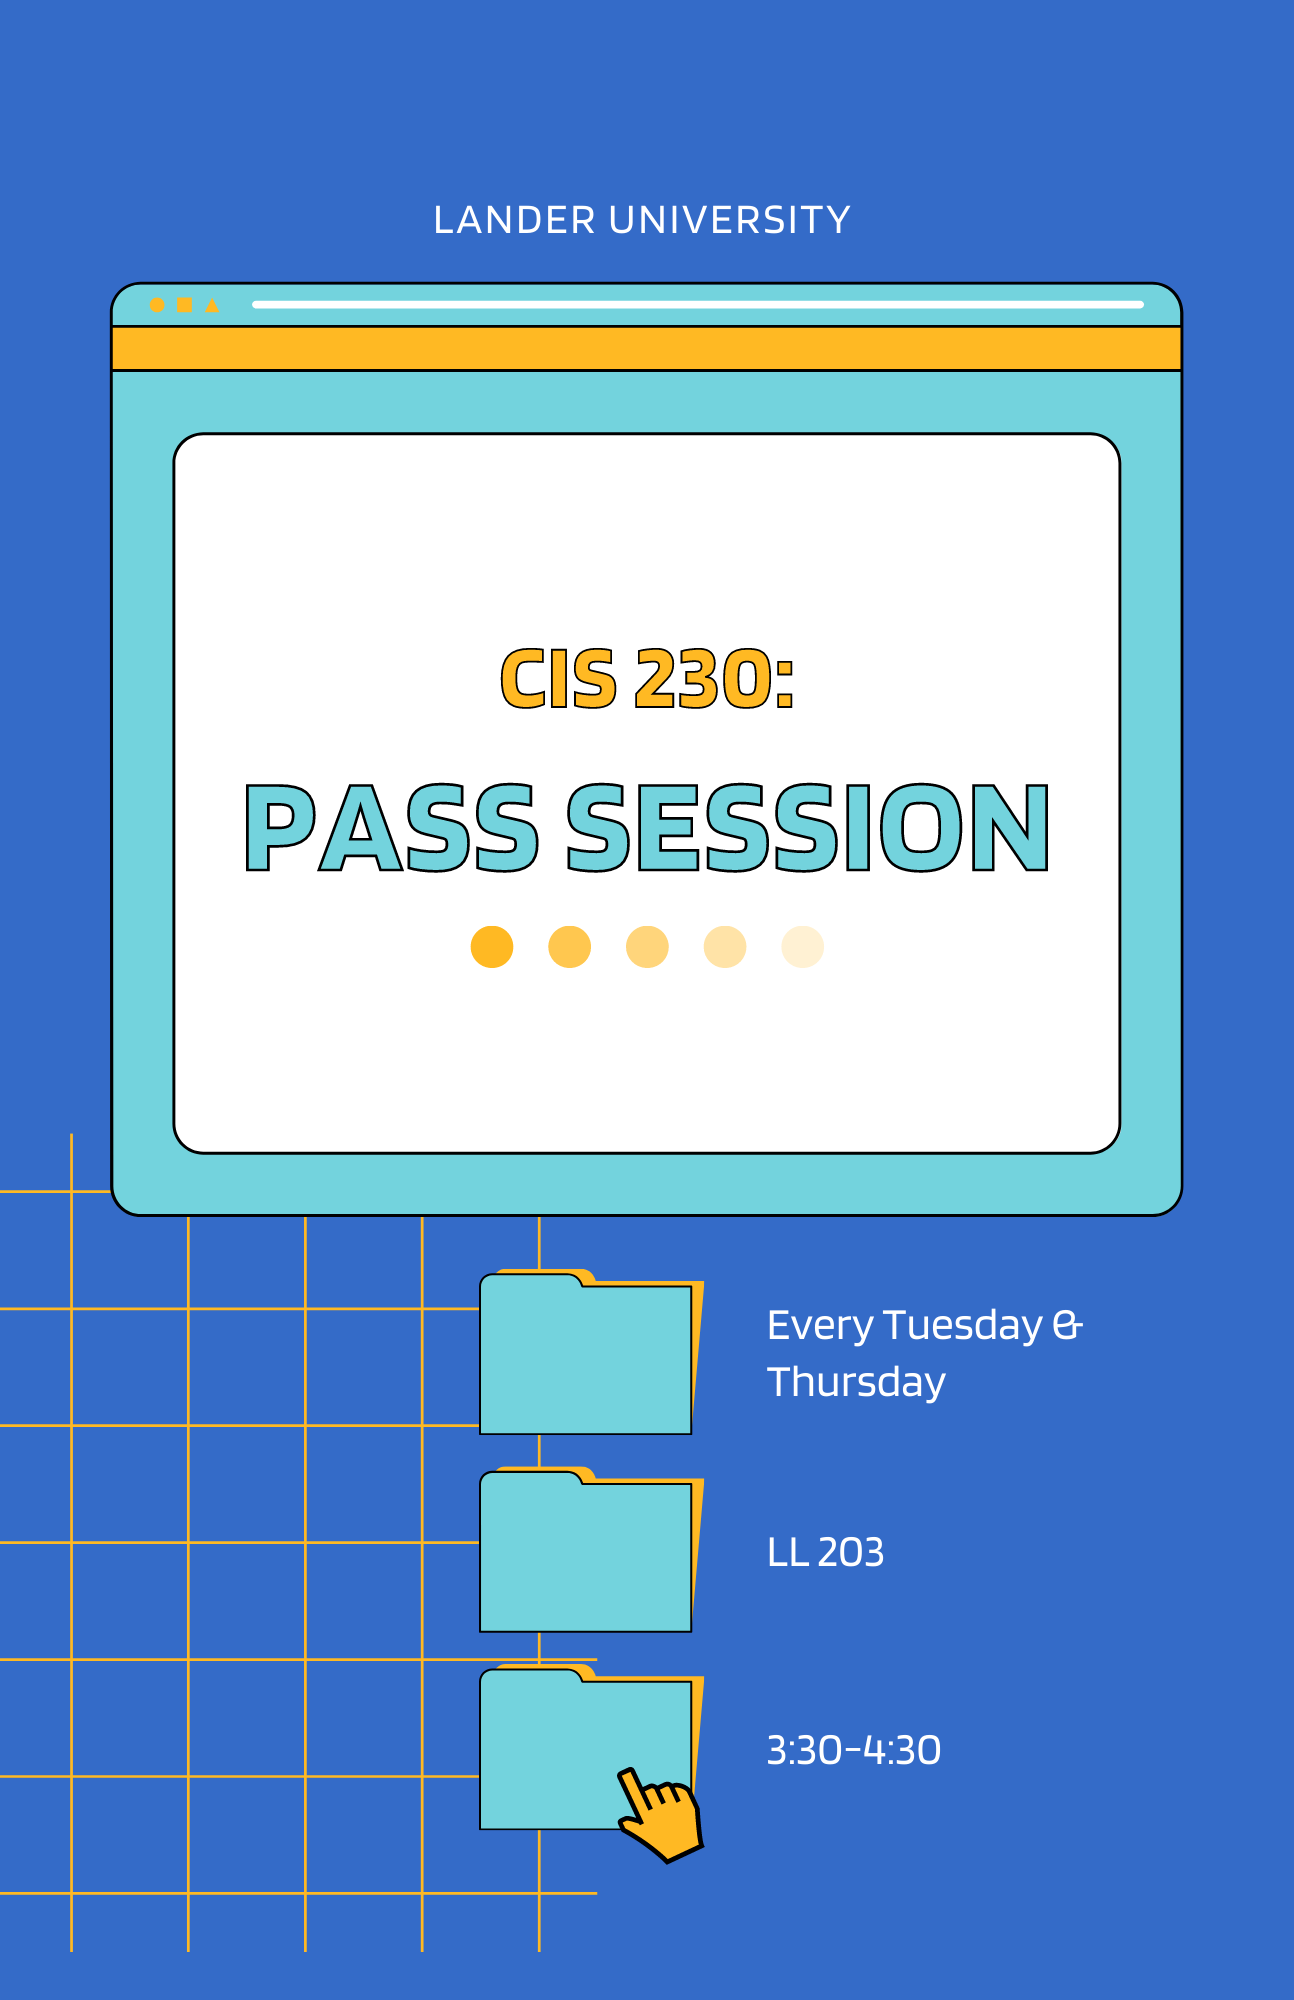 LANDER UNIVERSITY
CIS 230:
PASS SESSION
Every Tuesday &
Thursday
LL 203
3:30-4:30